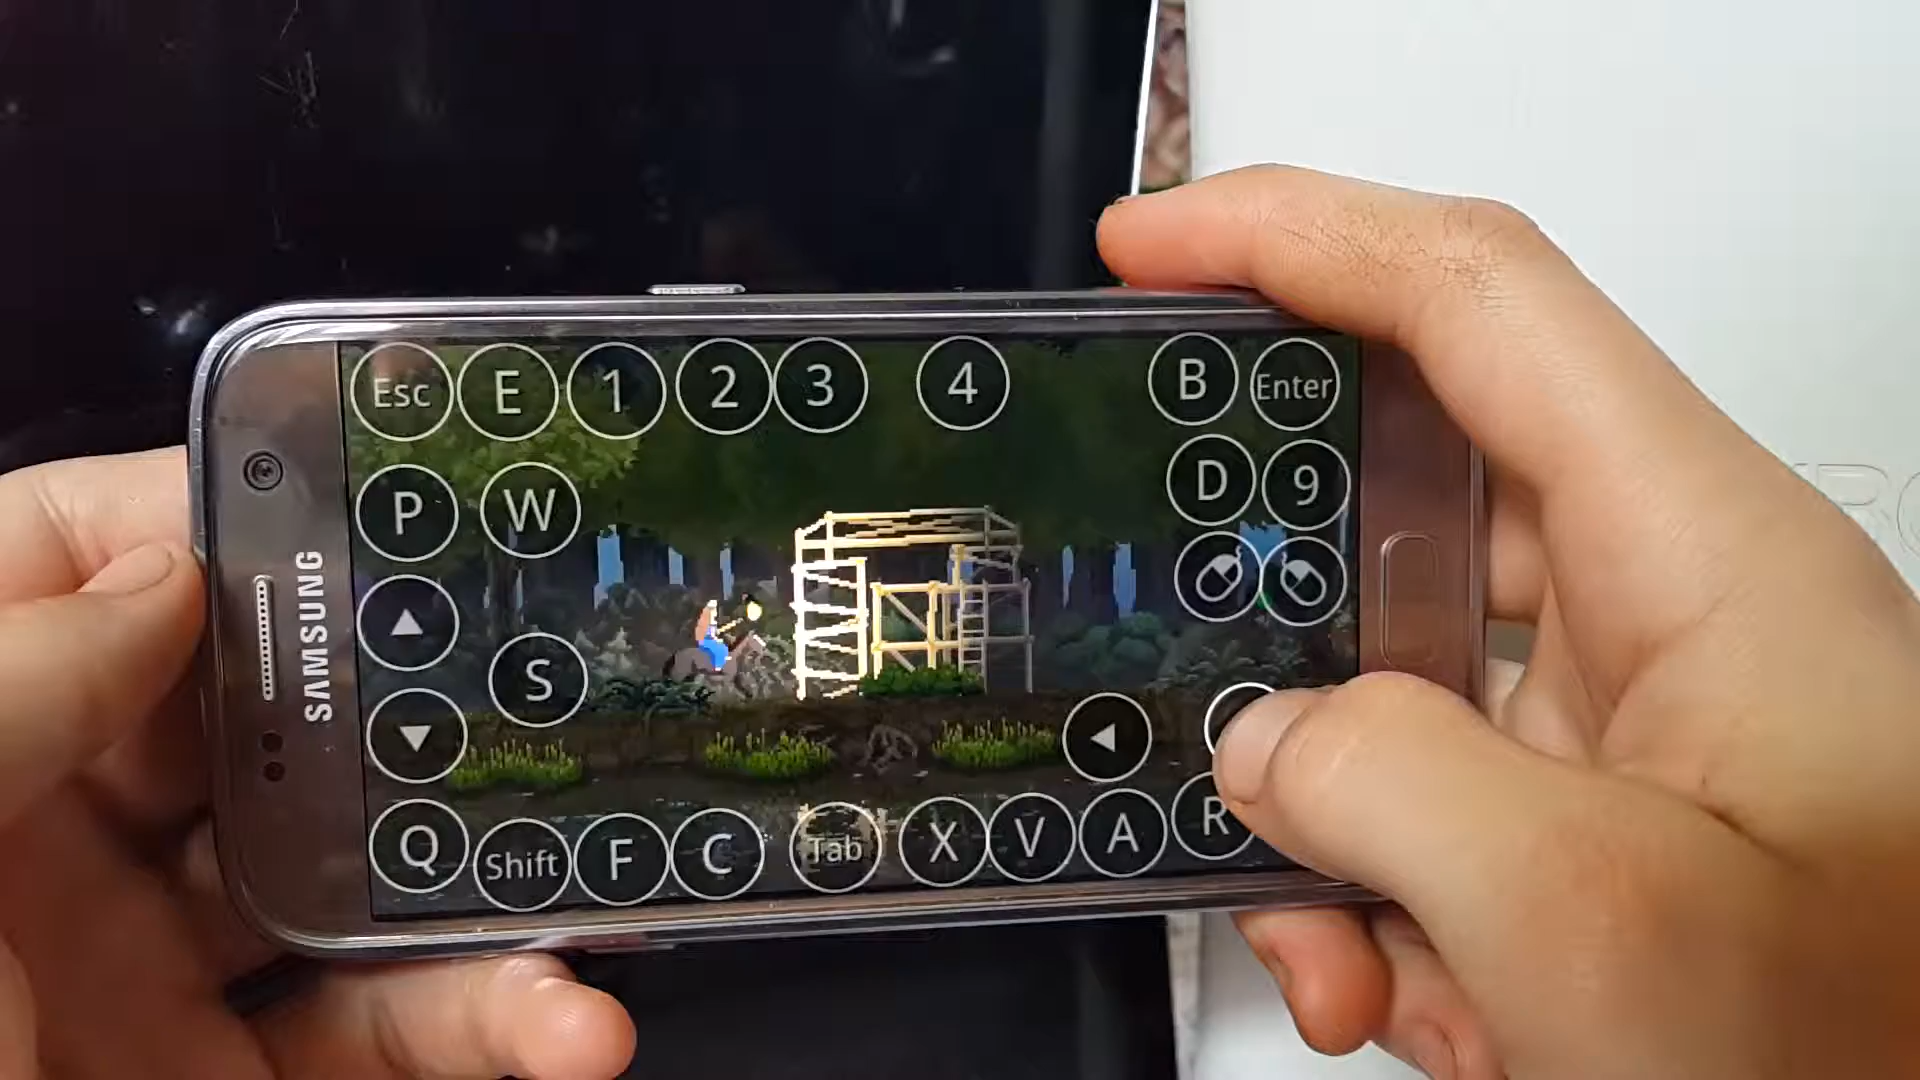 SAMSUNG
Esc E 1 2 3 4 B Enter
P W D 9
S
Q Shift F C Tab X V A R